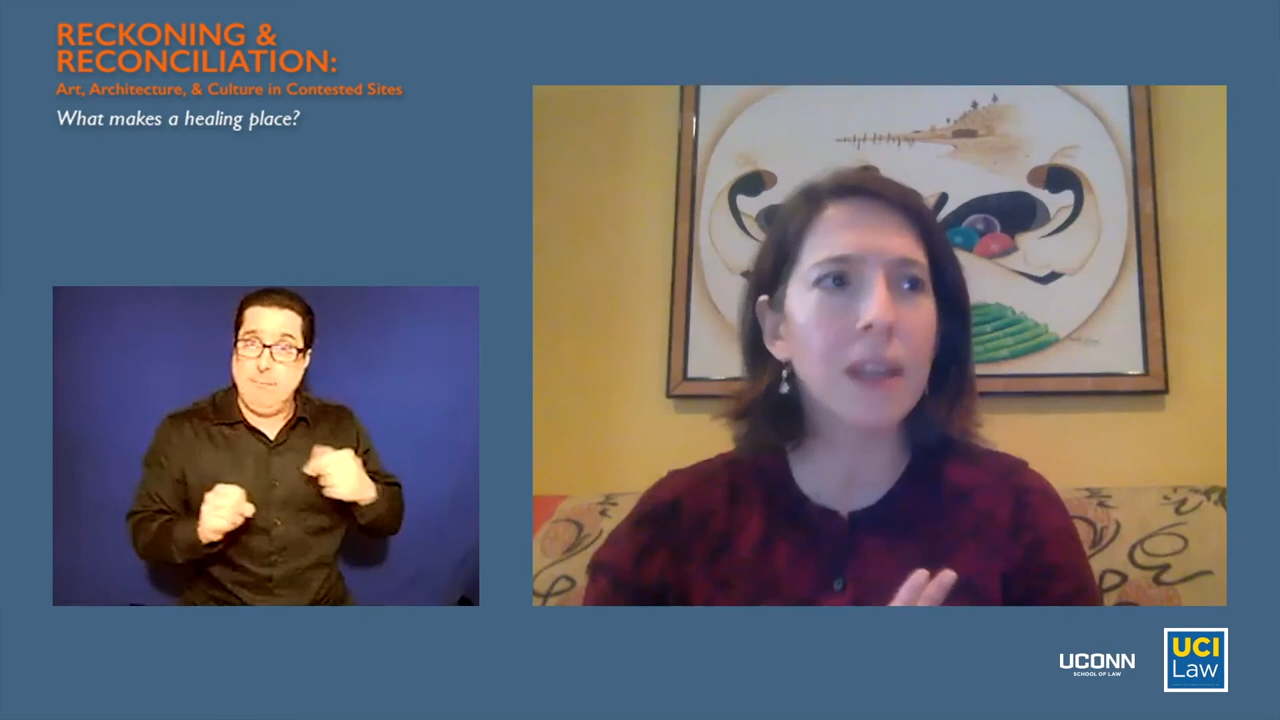 RECKONING &
RECONCILIATION:
Art, Architecture, & Culture in Contested Sites
What makes a healing place?
UCONN
SCHOOL OF LAW
UCI
Law